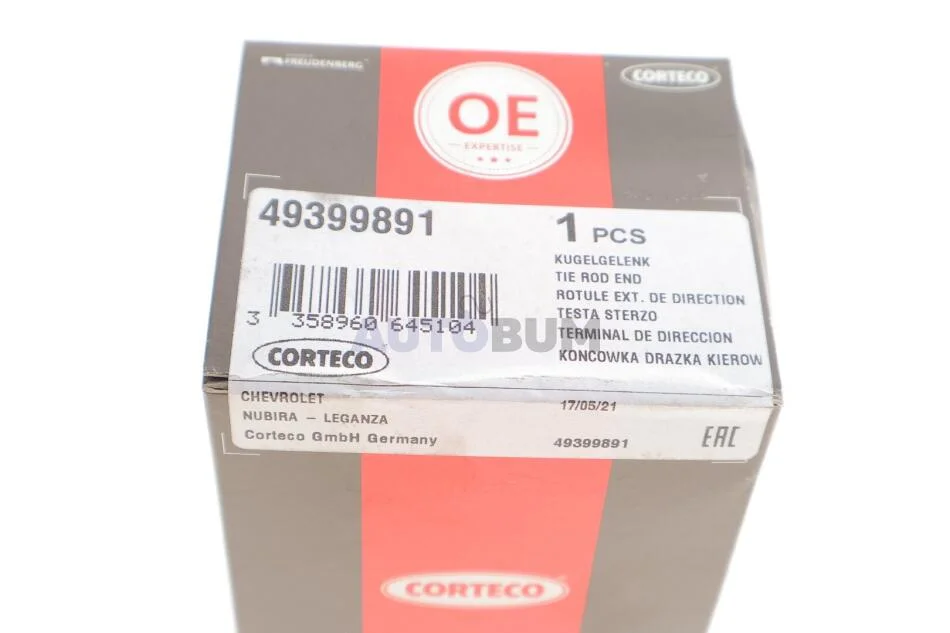 FREUDENBERG
CORTECO
OE
EXPERTISE
49399891
1 PCS
KUGELGELENK
TIE ROD END
ROTULE EXT. DE DIRECTION
TESTA STERZO
TERMINAL DE DIRECCION
KONCOWKA DRAZKA KIEROW
3 358960 645104
AUTOBUM
CORTECO
CHEVROLET
NUBIRA - LEGANZA
Corteco GmbH Germany
17/05/21
49399891
EAC
CORTECO